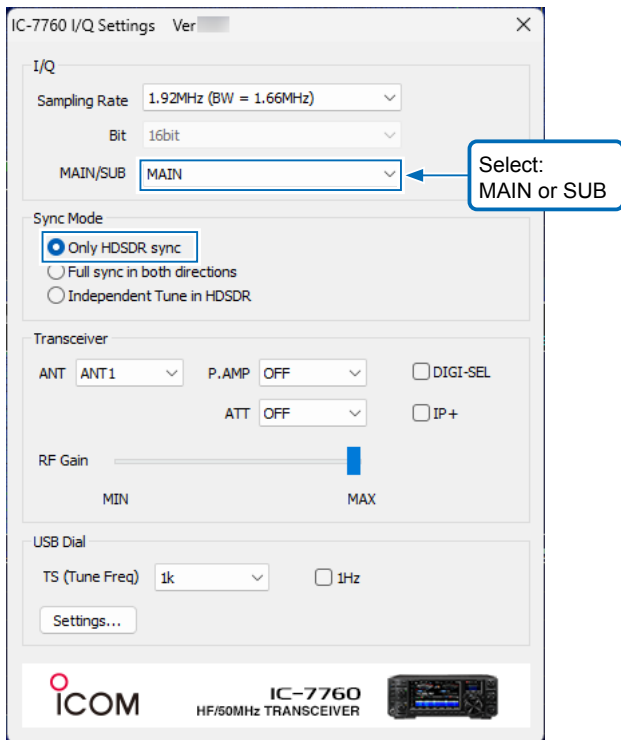 IC-7760 I/Q Settings Ver
I/Q
Sampling Rate 1.92MHz (BW = 1.66MHz)
Bit 16bit
MAIN/SUB MAIN
Select:
MAIN or SUB
Sync Mode
Only HDSDR sync
Full sync in both directions
Independent Tune in HDSDR
Transceiver
ANT ANT1 P.AMP OFF DIGI-SEL
ATT OFF IP+
RF Gain
MIN MAX
USB Dial
TS (Tune Freq) 1k 1Hz
Settings...
ICOM IC-7760
HF/50MHz TRANSCEIVER